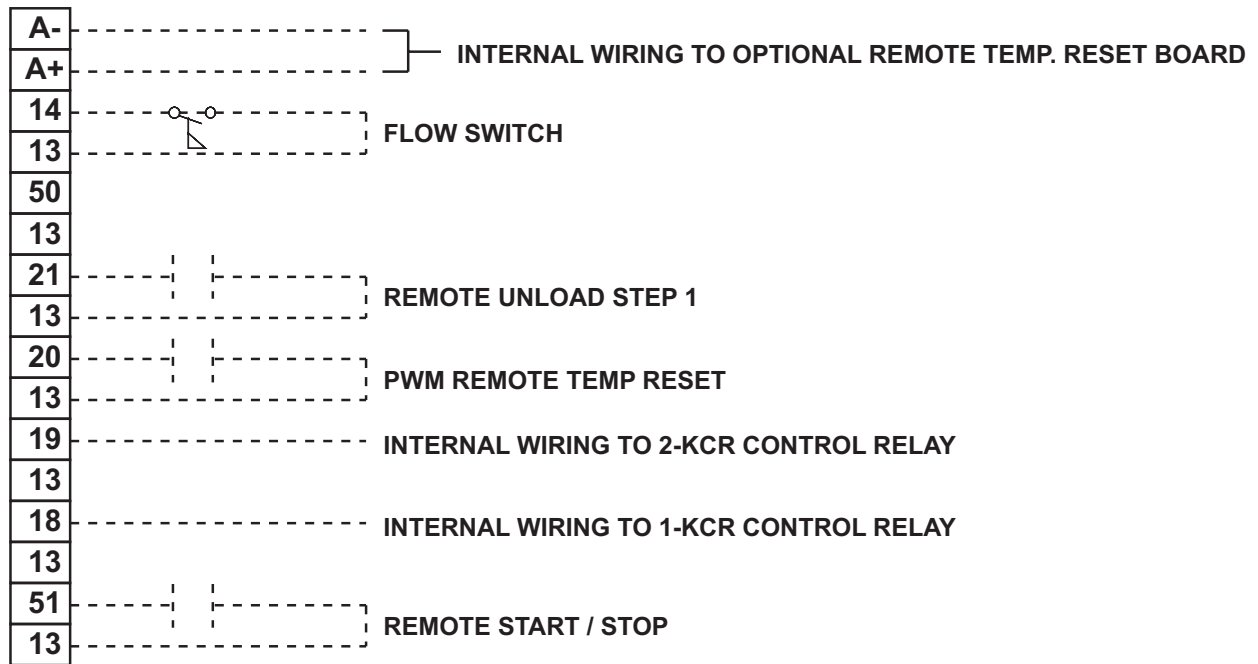 A-
A+
INTERNAL WIRING TO OPTIONAL REMOTE TEMP. RESET BOARD
14
13
FLOW SWITCH
50
13
21
13
REMOTE UNLOAD STEP 1
20
13
PWM REMOTE TEMP RESET
19
INTERNAL WIRING TO 2-KCR CONTROL RELAY
13
18
INTERNAL WIRING TO 1-KCR CONTROL RELAY
13
51
13
REMOTE START / STOP